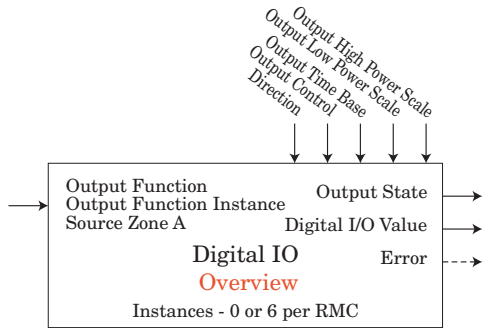 Output High Power Scale
Output Low Power Scale
Output Time Base
Output Control
Direction
Output Function
Output Function Instance
Source Zone A
Output State
Digital I/O Value
Error
Digital IO
Overview
Instances - 0 or 6 per RMC